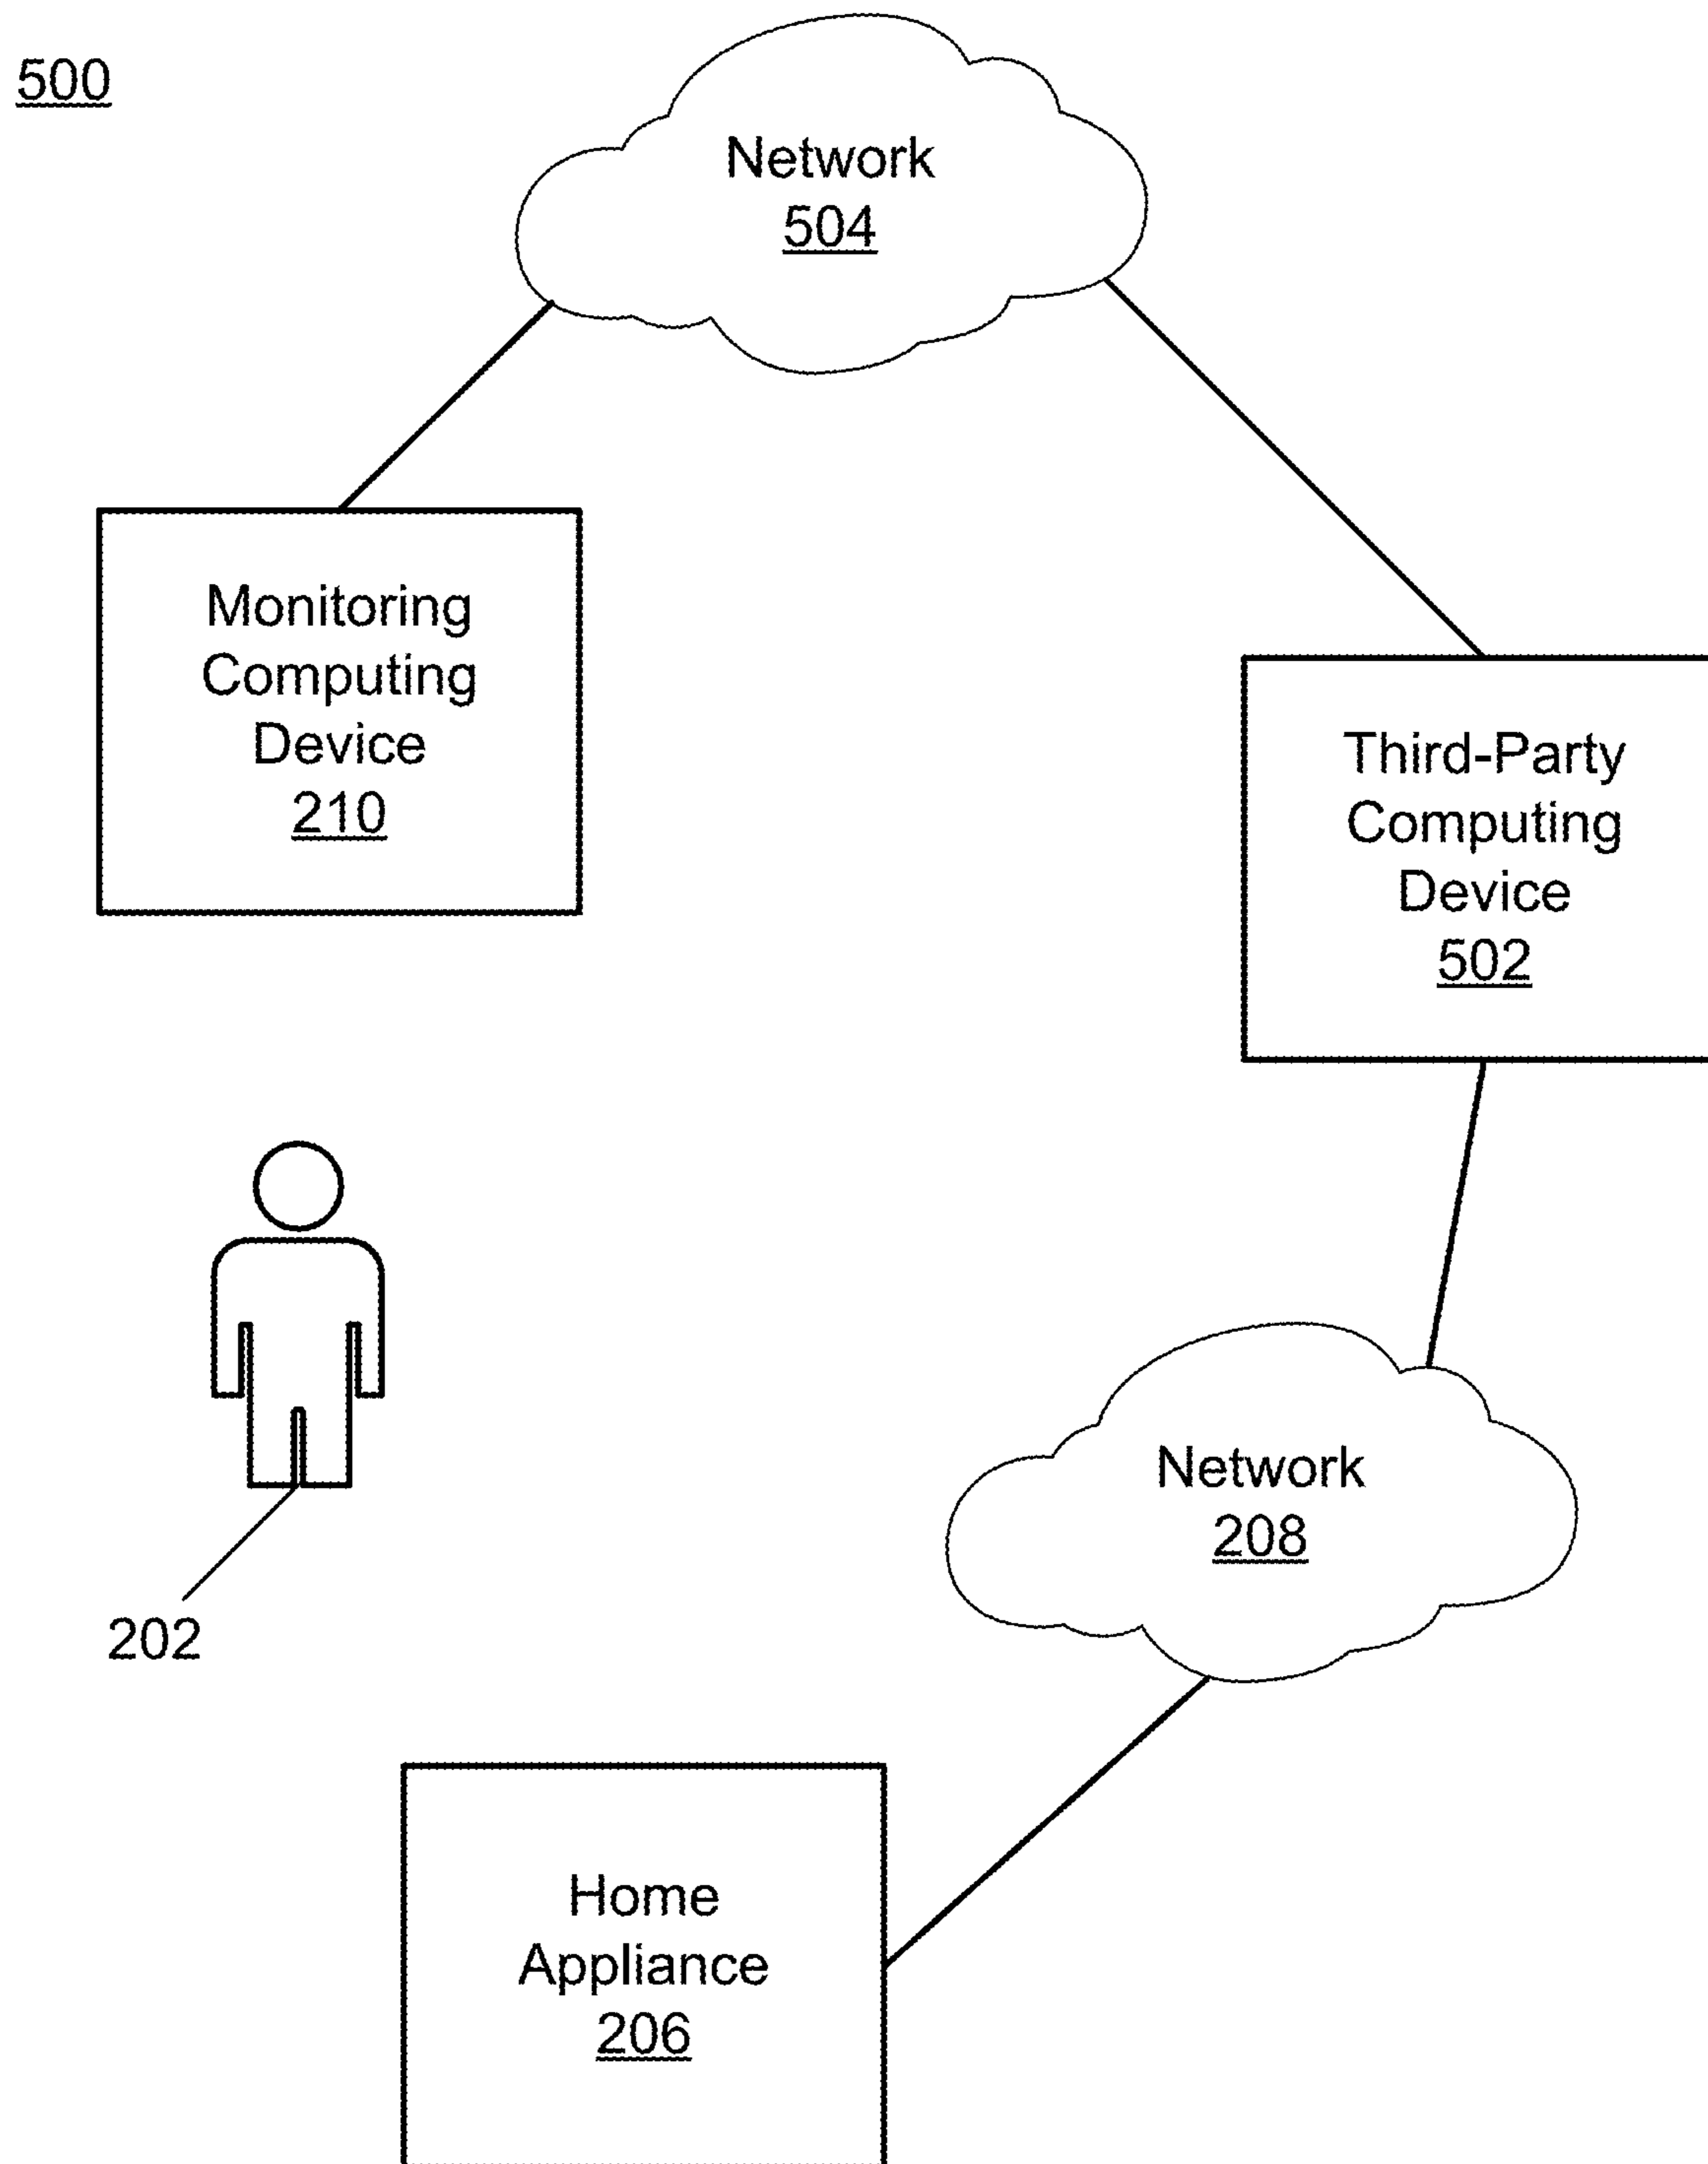 500
Network
504
Monitoring
Computing
Device
210
Third-Party
Computing
Device
502
Network
208
202
Home
Appliance
206